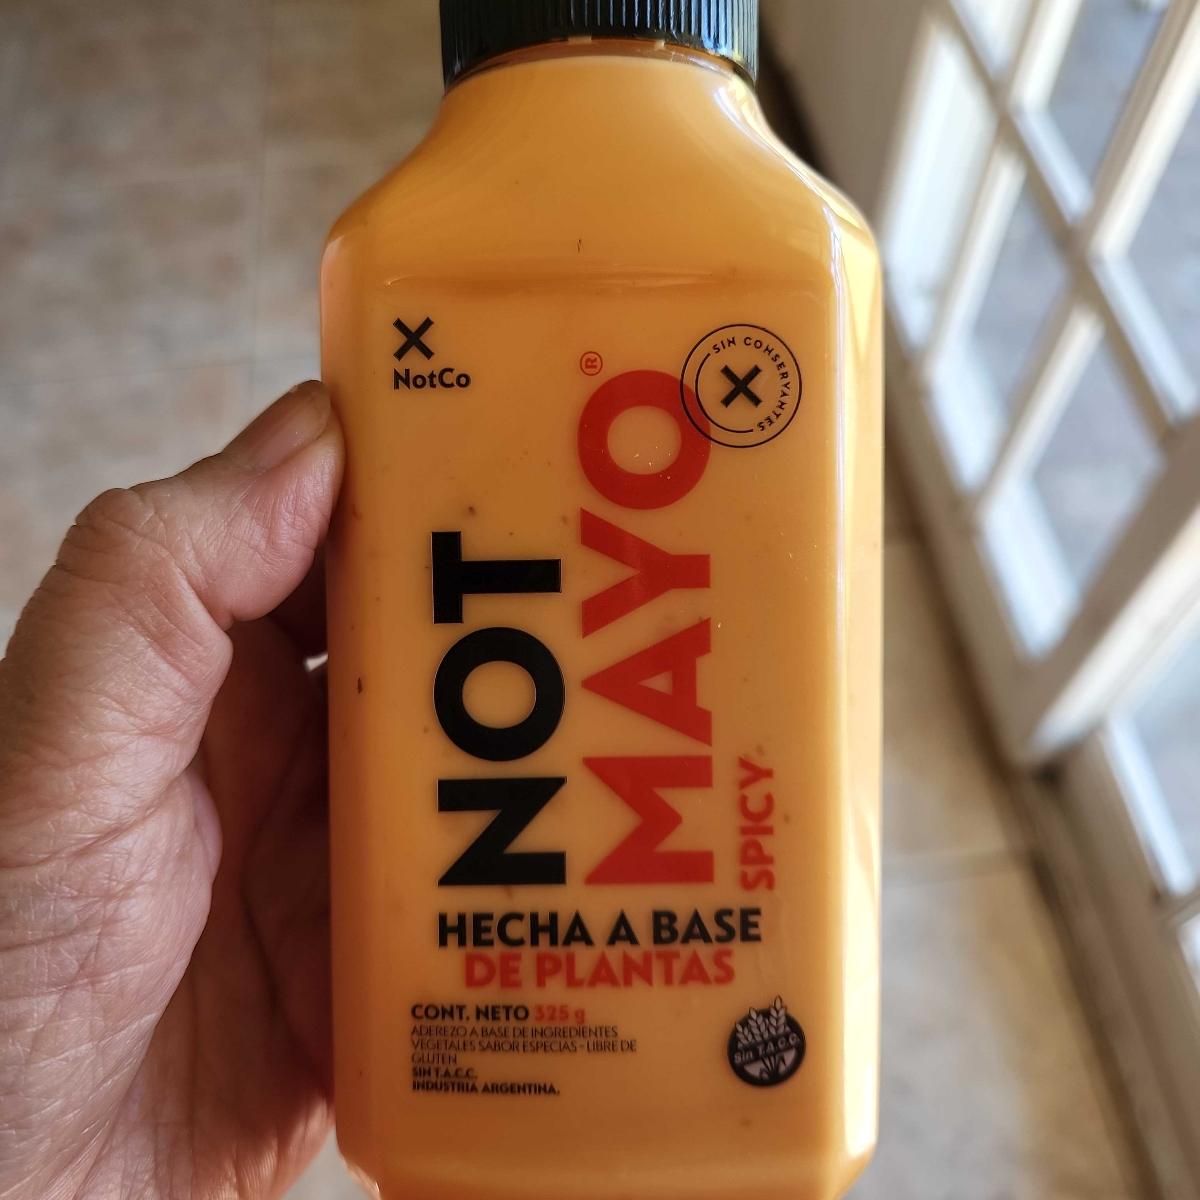 NotCo
SIN CONSERVANTES
NOT
MAYO®
SPICY
HECHA A BASE
DE PLANTAS
CONT. NETO 325 g
ADEREZO A BASE DE INGREDIENTES
VEGETALES SABOR ESPECIAS - LIBRE DE
GLUTEN
SIN T.A.C.C.
INDUSTRIA ARGENTINA.
Sin T.A.C.C.